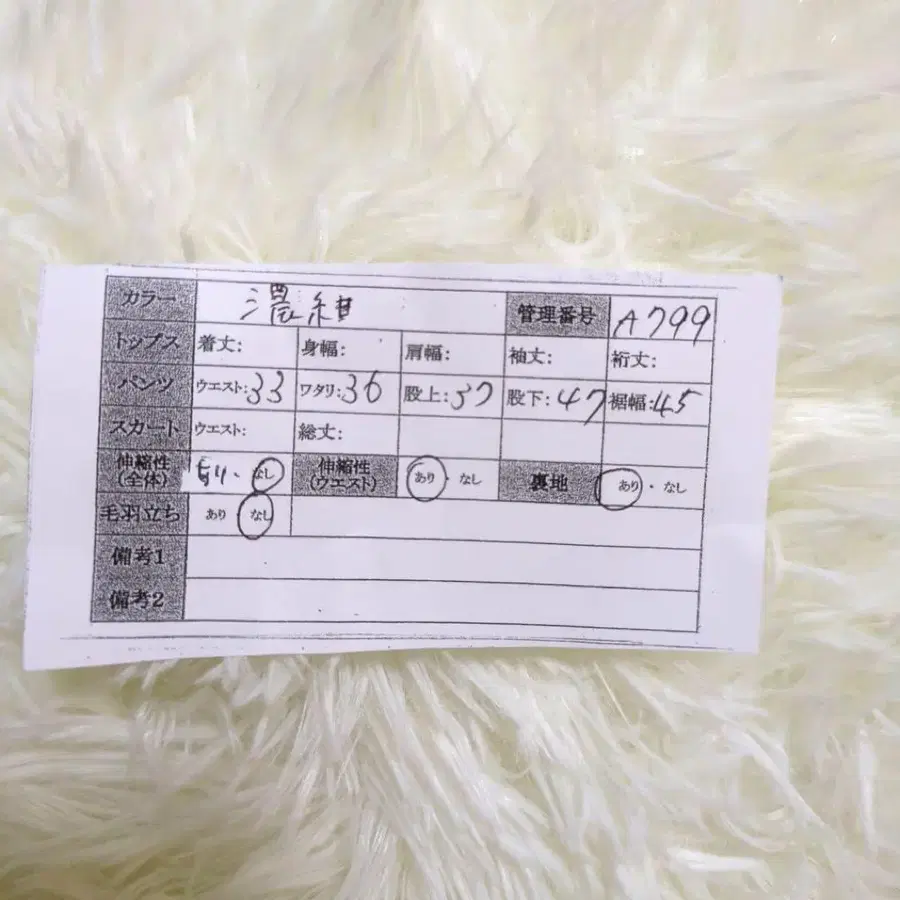 カラー 濃紺 管理番号 A799
トップス 着丈: 身幅: 肩幅: 袖丈: 裄丈:
パンツ ウエスト:33 ワタリ:36 股上:37 股下:47 裾幅:45
スカート ウエスト: 総丈:
伸縮性(全体) あり・なし 伸縮性(ウエスト) あり・なし 裏地 あり・なし
毛羽立ち あり なし
備考1
備考2